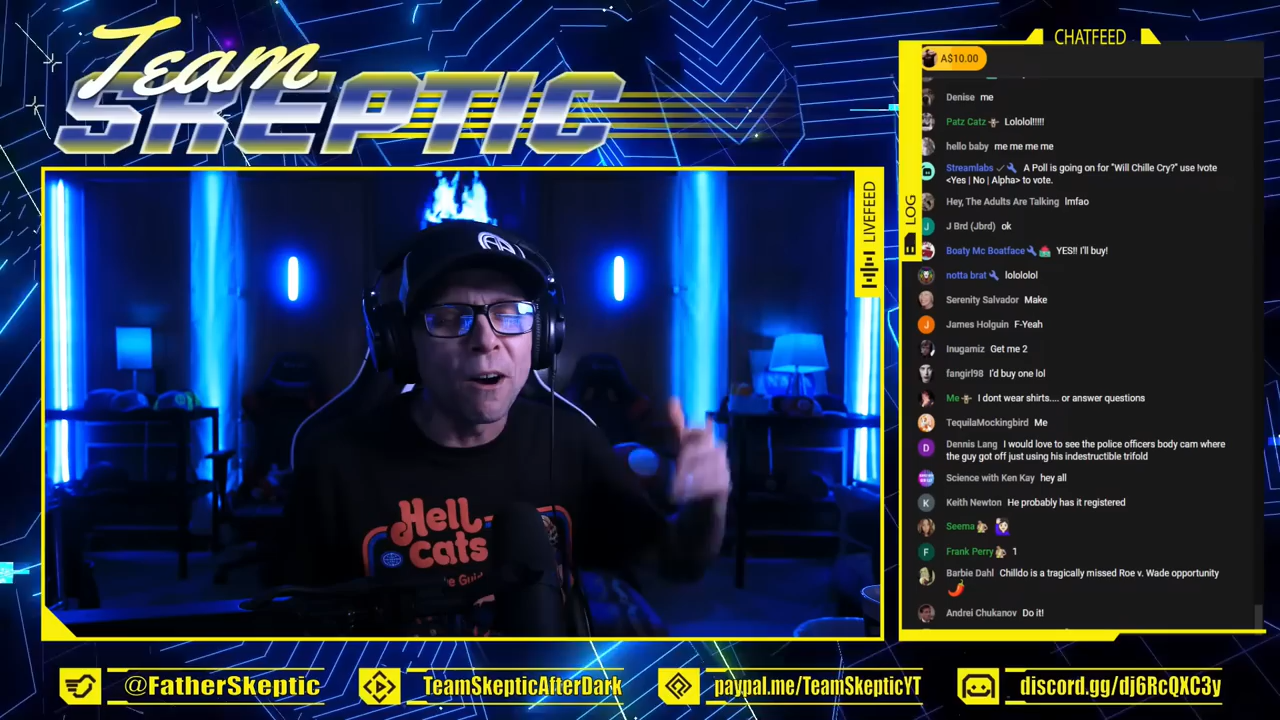 Team
SKEPTIC
CHATFEED
A$10.00
Denise me
Patz Catz Lololol!!!!!
hello baby me me me me
Streamlabs A Poll is going on for "Will Chille Cry?" use !vote
<Yes | No | Alpha> to vote.
Hey, The Adults Are Talking lmfao
J Brd (Jbrd) ok
Boaty Mc Boatface YES!! I'll buy!
notta brat lolololol
Serenity Salvador Make
James Holguin F-Yeah
Inugamiz Get me 2
fangirl98 I'd buy one lol
Me I dont wear shirts.... or answer questions
TequilaMockingbird Me
Dennis Lang I would love to see the police officers body cam where
the guy got off just using his indestructible trifold
Science with Ken Kay hey all
Keith Newton He probably has it registered
Seema
Frank Perry 1
Barbie Dahl Chilldo is a tragically missed Roe v. Wade opportunity
Andrei Chukanov Do it!
LOG
LIVEFEED
Hell
cats
@FatherSkeptic
TeamSkepticAfterDark
paypal.me/TeamSkepticYT
discord.gg/dj6RcQXC3y